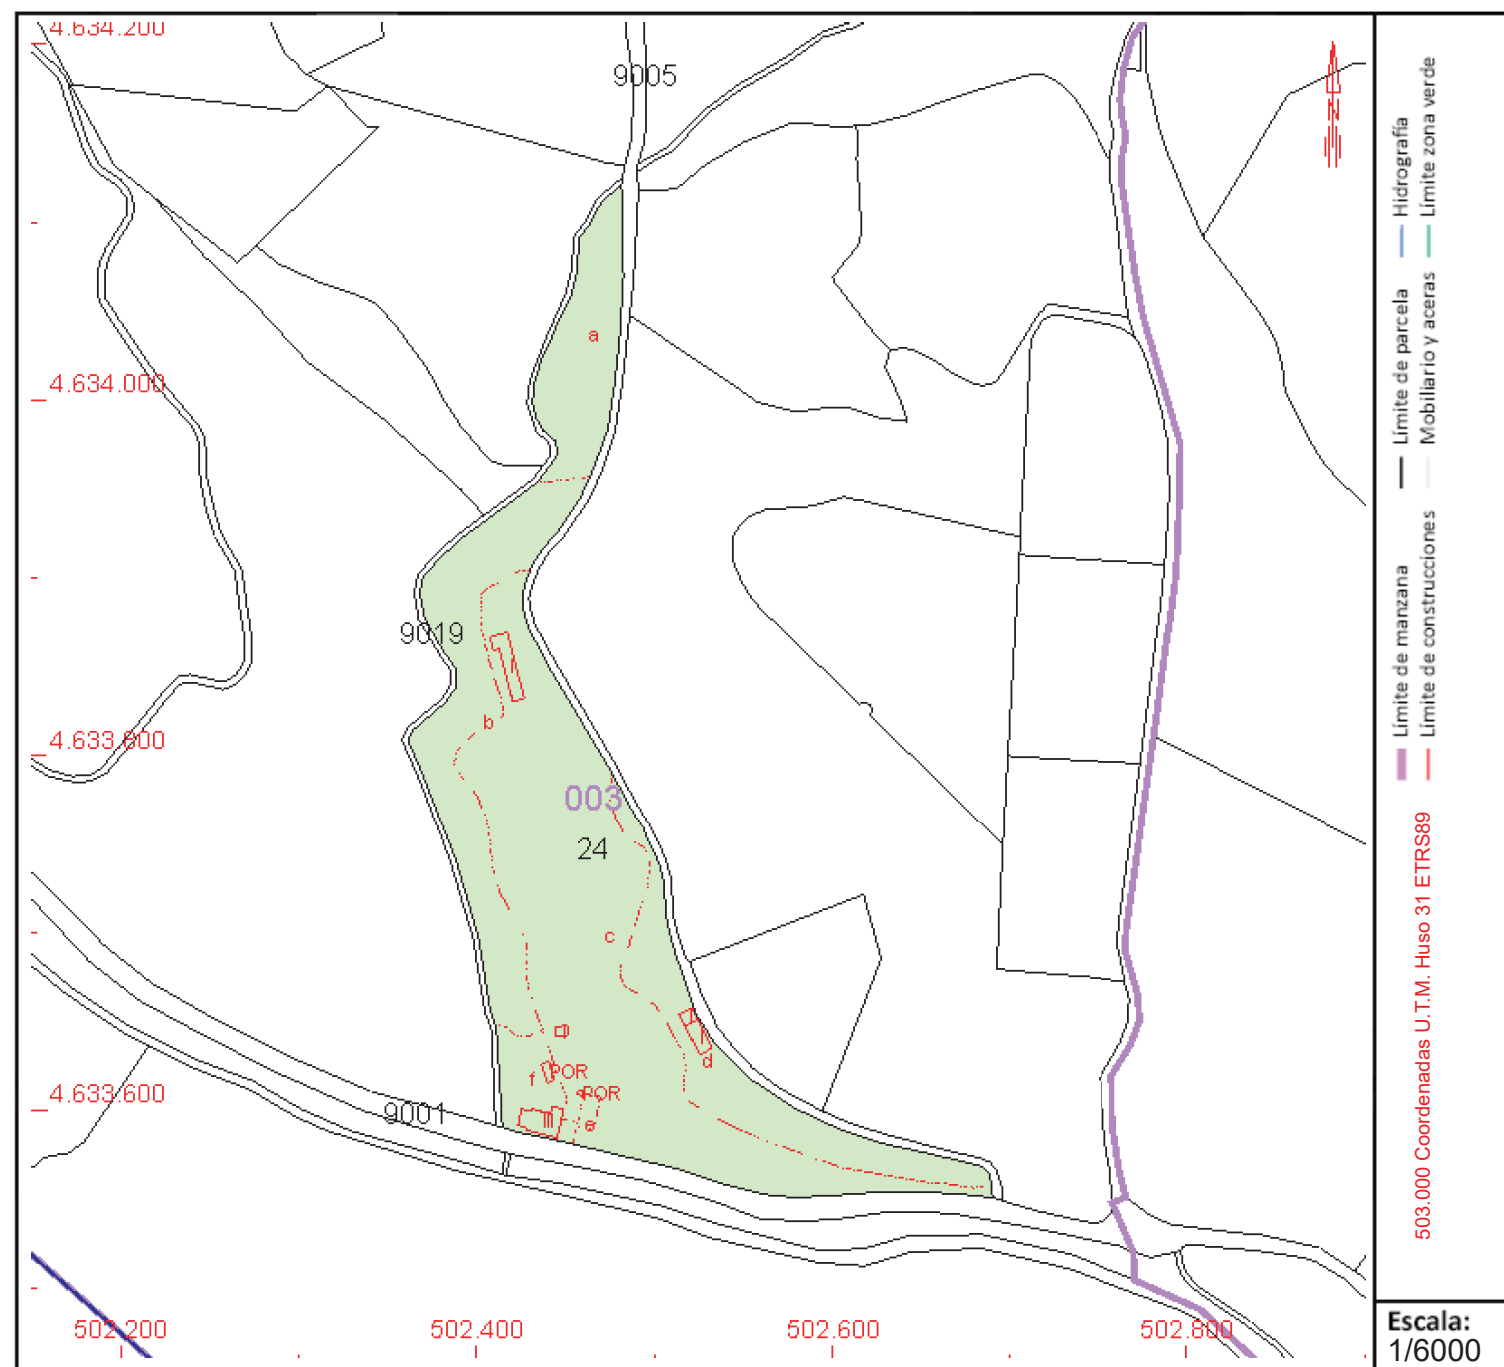 4.634.200
9005
N
a
4.634.000
9019
b
4.633.800
003
24
c
d
f
POR
POR
e
4.633.600
9001
502.200
502.400
502.600
502.800
Hidrografía
Límite zona verde
Límite de parcela
Mobiliario y aceras
Límite de manzana
Límite de construcciones
503.000 Coordenadas U.T.M. Huso 31 ETRS89
Escala:
1/6000